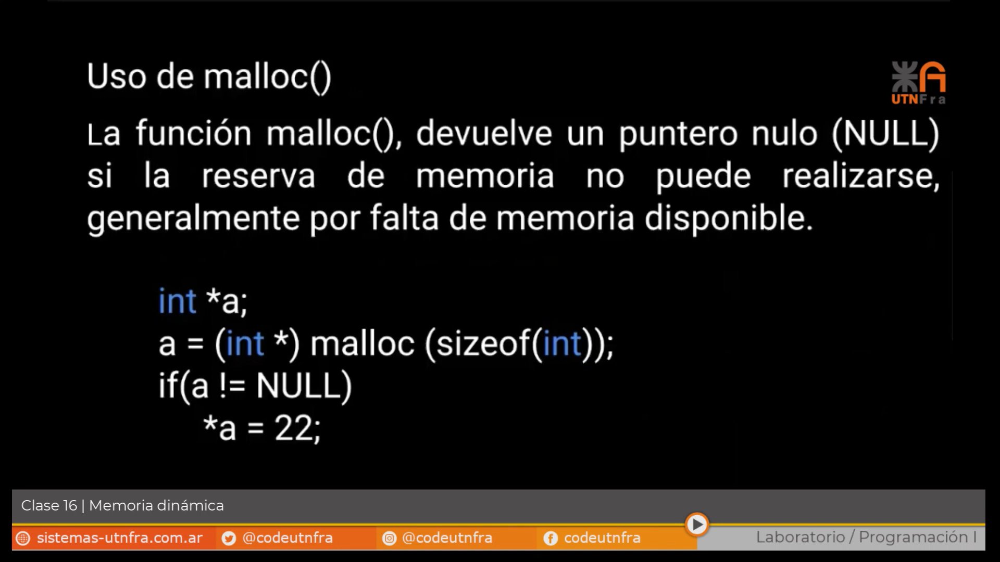 Uso de malloc()
UTNFra
La función malloc(), devuelve un puntero nulo (NULL)
si la reserva de memoria no puede realizarse,
generalmente por falta de memoria disponible.
int *a;
a = (int *) malloc (sizeof(int));
if(a != NULL)
*a = 22;
Clase 16 | Memoria dinámica
sistemas-utnfra.com.ar @codeutnfra @codeutnfra codeutnfra Laboratorio / Programación I